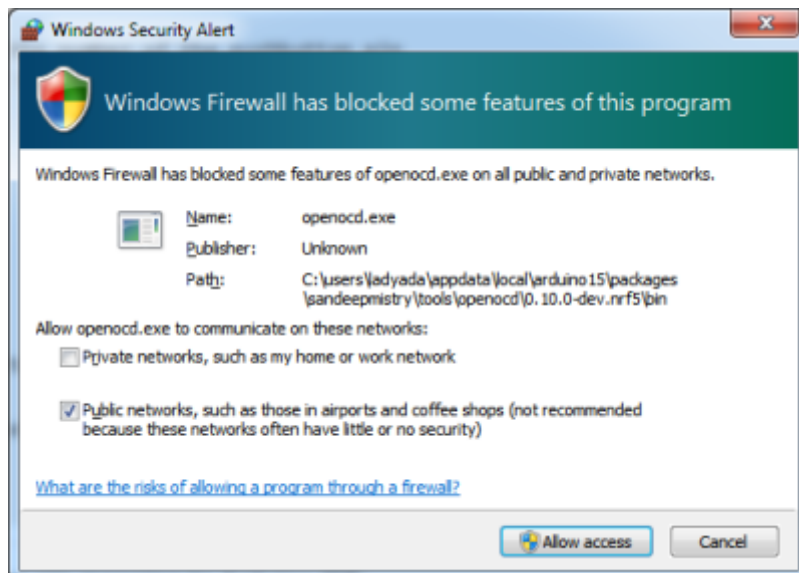 Windows Security Alert
Windows Firewall has blocked some features of this program
Windows Firewall has blocked some features of openocd.exe on all public and private networks.
Name: openocd.exe
Publisher: Unknown
Path: C:\users\ladyada\appdata\local\arduino15\packages
\sandeepmistry\tools\openocd\0.10.0-dev.nrf5\bin
Allow openocd.exe to communicate on these networks:
Private networks, such as my home or work network
Public networks, such as those in airports and coffee shops (not recommended
because these networks often have little or no security)
What are the risks of allowing a program through a firewall?
Allow access Cancel